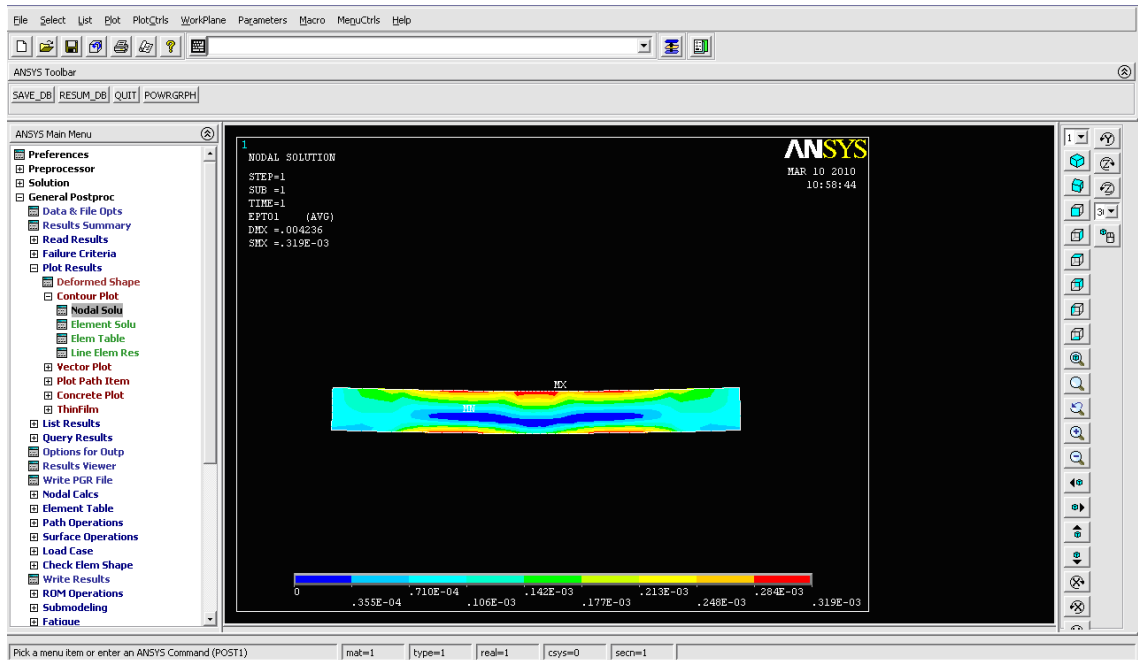 File Select List Plot PlotCtrls WorkPlane Parameters Macro MenuCtrls Help
ANSYS Toolbar
SAVE_DB RESUM_DB QUIT POWRGRPH
ANSYS Main Menu
Preferences
Preprocessor
Solution
General Postproc
Data & File Opts
Results Summary
Read Results
Failure Criteria
Plot Results
Deformed Shape
Contour Plot
Nodal Solu
Element Solu
Elem Table
Line Elem Res
Vector Plot
Plot Path Item
Concrete Plot
ThinFilm
List Results
Query Results
Options for Outp
Results Viewer
Write PGR File
Nodal Calcs
Element Table
Path Operations
Surface Operations
Load Case
Check Elem Shape
Write Results
ROM Operations
Submodeling
Fatigue
1
NODAL SOLUTION
STEP=1
SUB =1
TIME=1
EPTO1 (AVG)
DMX =.004236
SMX =.319E-03
ANSYS
MAR 10 2010
10:58:44
MX
MN
0 .710E-04 .142E-03 .213E-03 .284E-03
.355E-04 .106E-03 .177E-03 .248E-03 .319E-03
1
Pick a menu item or enter an ANSYS Command (POST1) mat=1 type=1 real=1 csys=0 secn=1